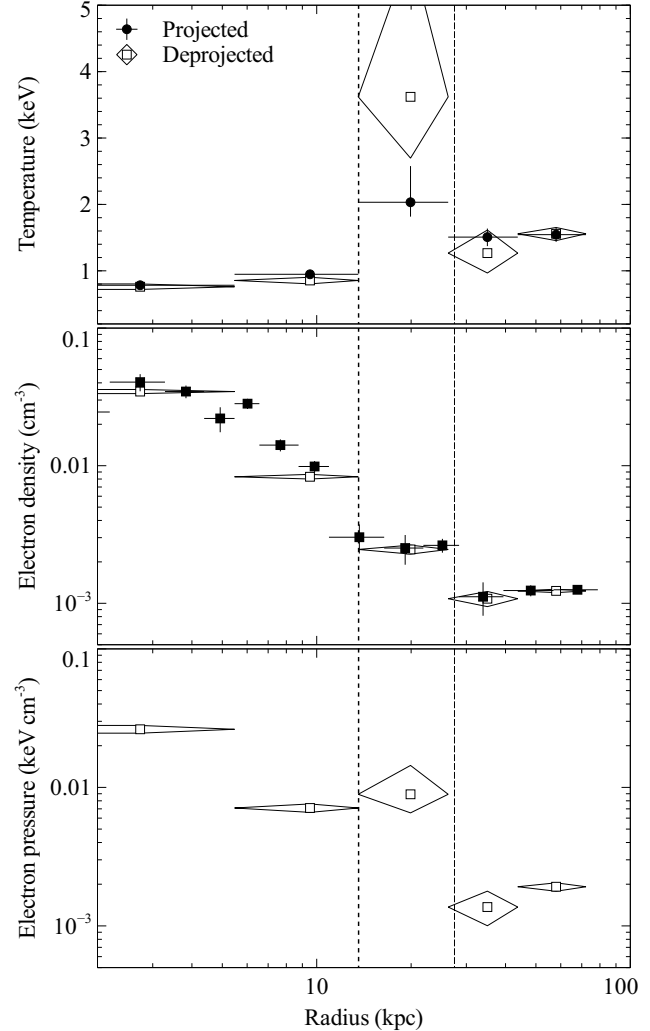 5
Projected
Deprojected
4
3
2
1
Temperature (keV)
0.1
0.01
10⁻³
Electron density (cm⁻³)
0.1
0.01
10⁻³
Electron pressure (keV cm⁻³)
10
100
Radius (kpc)